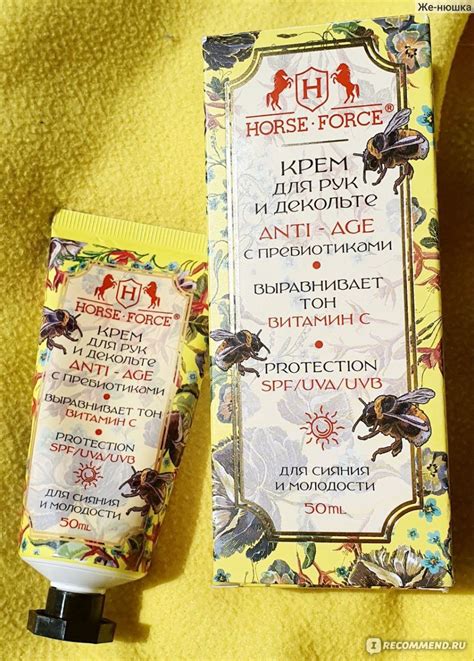 Же-нюшка
H
HORSE·FORCE®
КРЕМ
ДЛЯ РУК
И ДЕКОЛЬТЕ
ANTI - AGE
С ПРЕБИОТИКАМИ
ВЫРАВНИВАЕТ
ТОН
ВИТАМИН С
PROTECTION
SPF/UVA/UVB
ДЛЯ СИЯНИЯ
И МОЛОДОСТИ
50mL
H
HORSE·FORCE®
КРЕМ
ДЛЯ РУК
И ДЕКОЛЬТЕ
ANTI - AGE
С ПРЕБИОТИКАМИ
ВЫРАВНИВАЕТ ТОН
ВИТАМИН С
PROTECTION
SPF/UVA/UVB
ДЛЯ СИЯНИЯ
И МОЛОДОСТИ
50mL
IRECOMMEND.RU